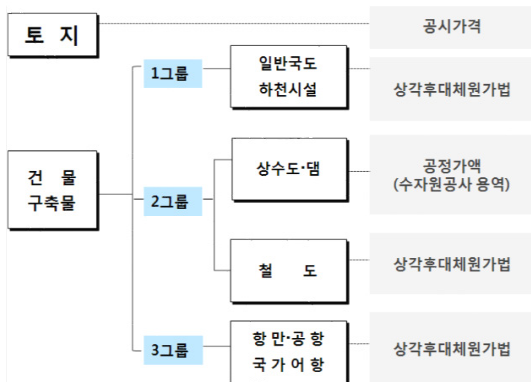 토 지
공시가격
1그룹
일반국도
하천시설
상각후대체원가법
건 물
구축물
2그룹
상수도·댐
공정가액
(수자원공사 용역)
철 도
상각후대체원가법
3그룹
항 만·공 항
국 가 어 항
상각후대체원가법